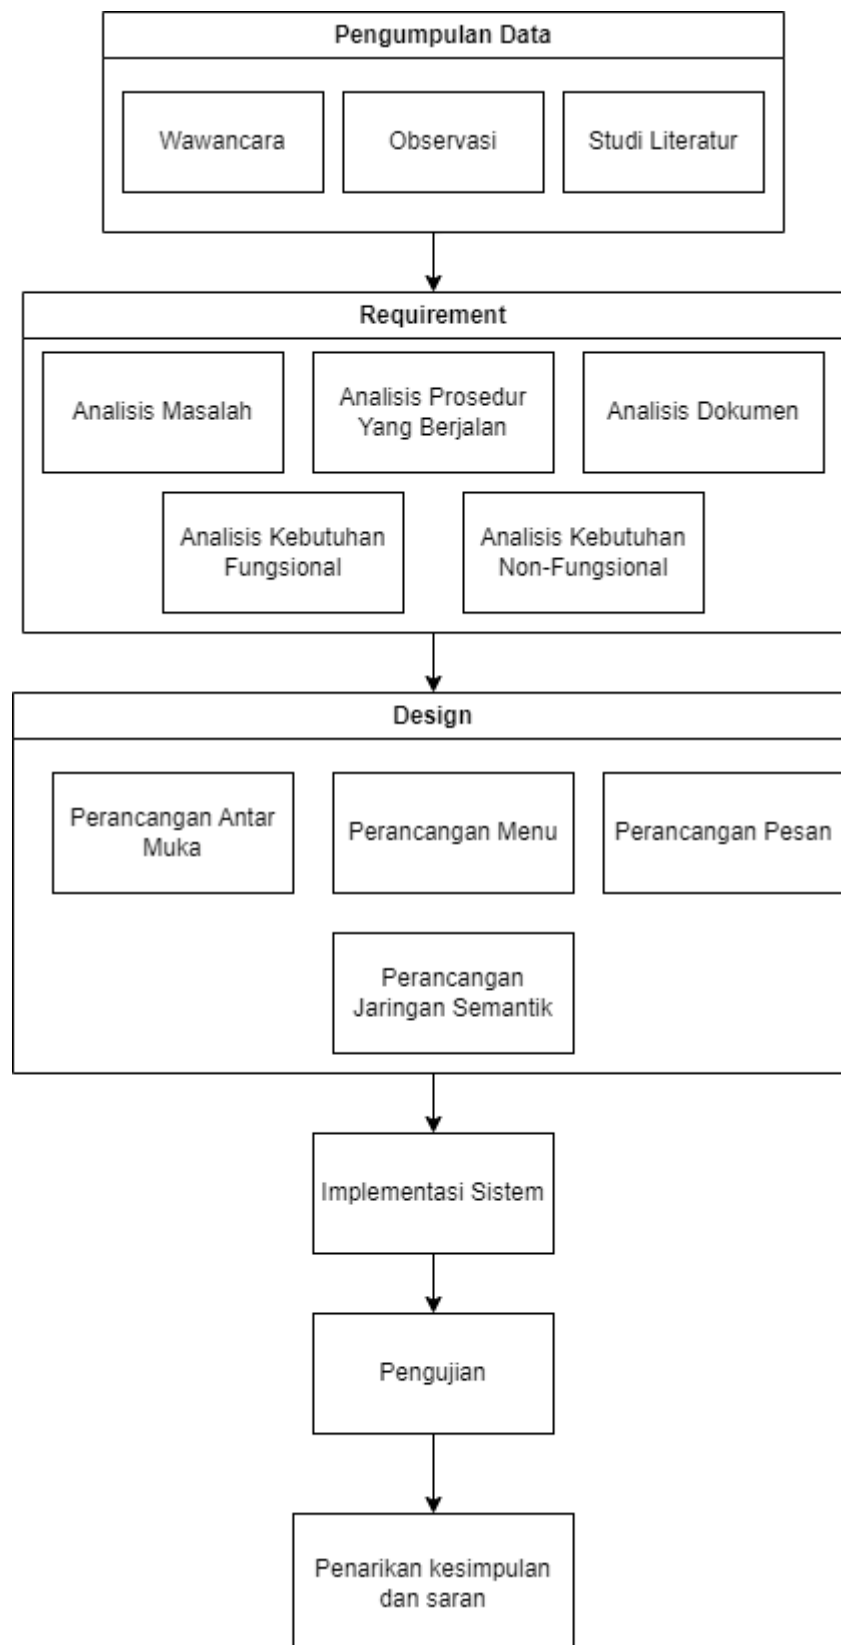 Pengumpulan Data
Wawancara
Observasi
Studi Literatur
Requirement
Analisis Masalah
Analisis Prosedur
Yang Berjalan
Analisis Dokumen
Analisis Kebutuhan
Fungsional
Analisis Kebutuhan
Non-Fungsional
Design
Perancangan Antar
Muka
Perancangan Menu
Perancangan Pesan
Perancangan
Jaringan Semantik
Implementasi Sistem
Pengujian
Penarikan kesimpulan
dan saran